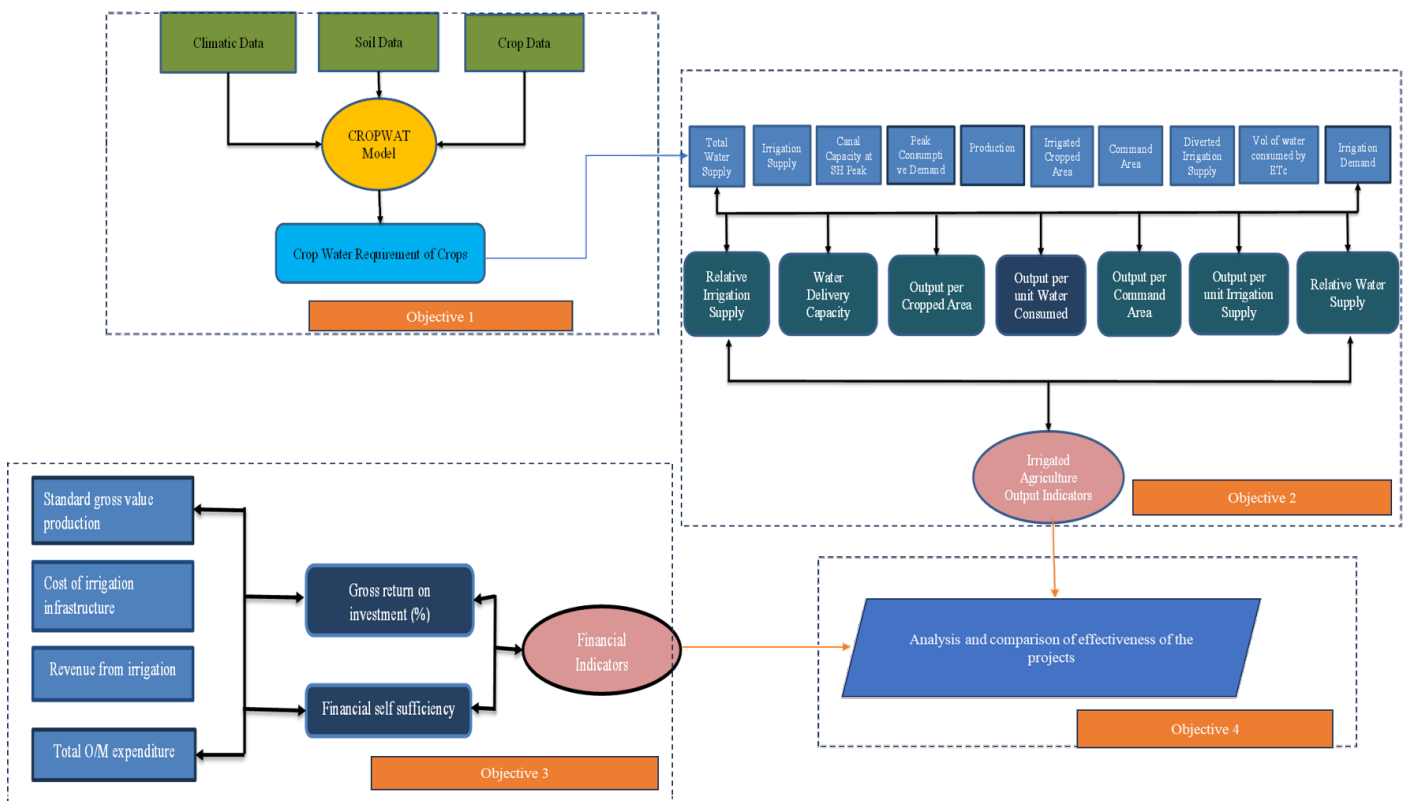 Climatic Data
Soil Data
Crop Data
CROPWAT
Model
Crop Water Requirement of Crops
Objective 1
Total
Water
Supply
Irrigation
Supply
Canal
Capacity at
SH Peak
Peak
Consumpti
ve Demand
Production
Irrigated
Cropped
Area
Command
Area
Diverted
Irrigation
Supply
Vol of water
consumed by
ETc
Irrigation
Demand
Relative
Irrigation
Supply
Water
Delivery
Capacity
Output per
Cropped Area
Output per
unit Water
Consumed
Output per
Command
Area
Output per
unit Irrigation
Supply
Relative Water
Supply
Irrigated
Agriculture
Output Indicators
Objective 2
Standard gross value
production
Cost of irrigation
infrastructure
Revenue from irrigation
Total O/M expenditure
Gross return on
investment (%)
Financial self sufficiency
Financial
Indicators
Objective 3
Analysis and comparison of effectiveness of the
projects
Objective 4